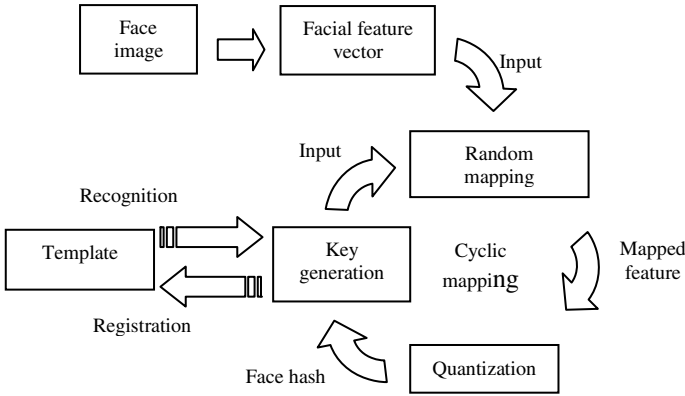 Face
image
Facial feature
vector
Input
Input
Random
mapping
Recognition
Template
Key
generation
Cyclic
mapping
Mapped
feature
Registration
Face hash
Quantization